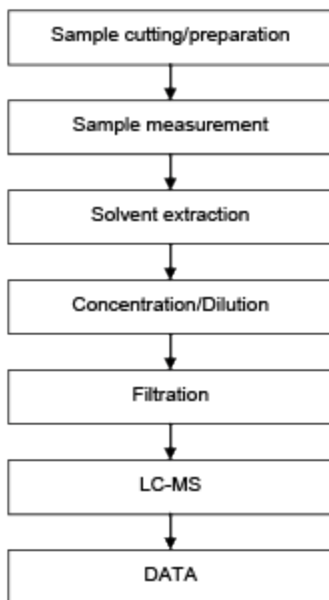 Sample cutting/preparation
Sample measurement
Solvent extraction
Concentration/Dilution
Filtration
LC-MS
DATA